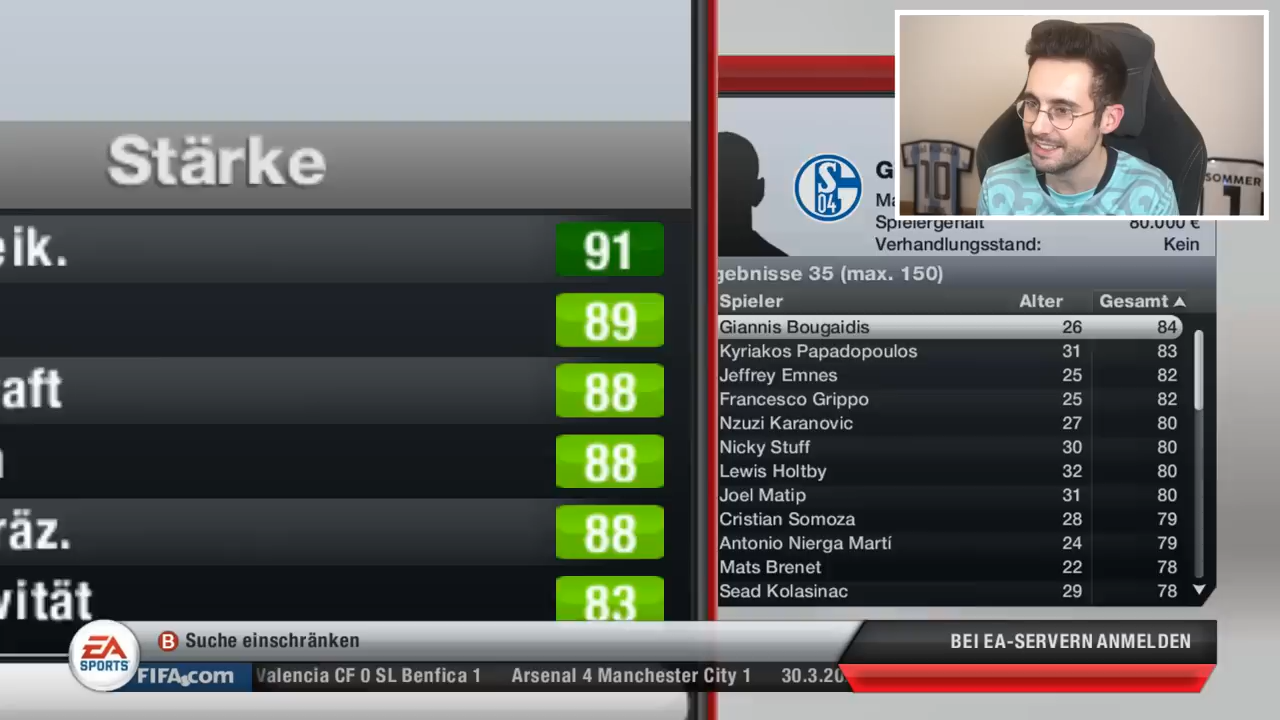 Stärke
eik. 91
89
aft 88
88
räz. 88
vität 83
S 04
G
Ma
Spielergehalt 80.000 €
Verhandlungsstand: Kein
gebnisse 35 (max. 150)
Spieler Alter Gesamt
Giannis Bougaidis 26 84
Kyriakos Papadopoulos 31 83
Jeffrey Emnes 25 82
Francesco Grippo 25 82
Nzuzi Karanovic 27 80
Nicky Stuff 30 80
Lewis Holtby 32 80
Joel Matip 31 80
Cristian Somoza 28 79
Antonio Nierga Martí 24 79
Mats Brenet 22 78
Sead Kolasinac 29 78
10
SOMMER
1
EA SPORTS
B Suche einschränken
BEI EA-SERVERN ANMELDEN
FIFA.com Valencia CF 0 SL Benfica 1 Arsenal 4 Manchester City 1 30.3.20